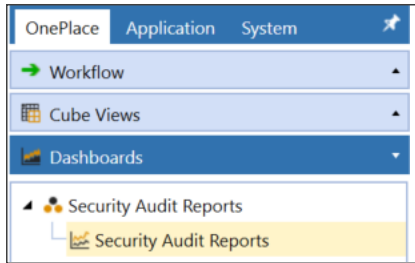 OnePlace Application System
Workflow
Cube Views
Dashboards
Security Audit Reports
Security Audit Reports